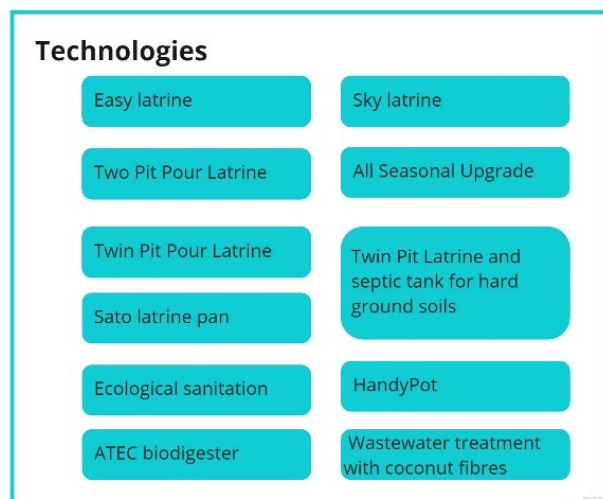 Technologies
Easy latrine
Sky latrine
Two Pit Pour Latrine
All Seasonal Upgrade
Twin Pit Pour Latrine
Twin Pit Latrine and
septic tank for hard
ground soils
Sato latrine pan
Ecological sanitation
HandyPot
ATEC biodigester
Wastewater treatment
with coconut fibres